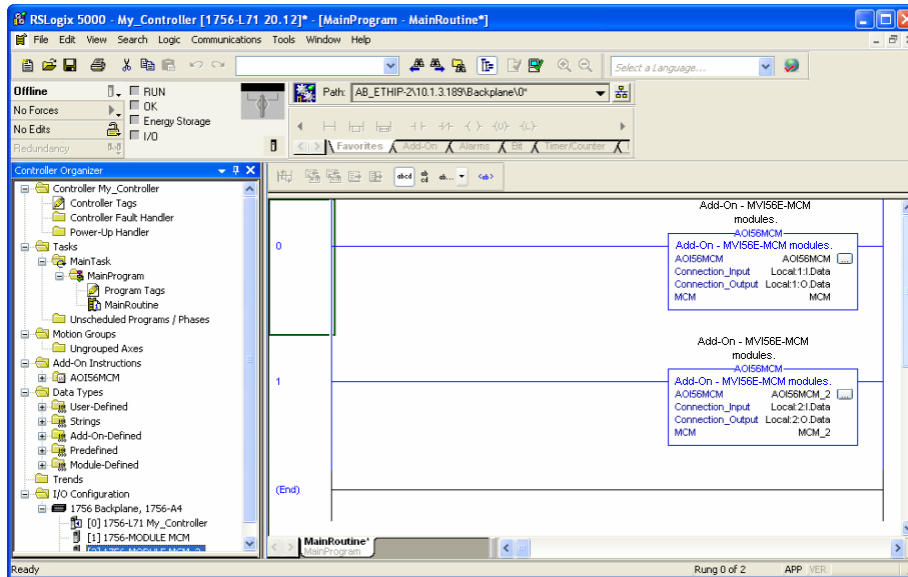 RSLogix 5000 - My_Controller [1756-L71 20.12]* - [MainProgram - MainRoutine*]
File Edit View Search Logic Communications Tools Window Help
Select a Language...
Offline
RUN
No Forces
OK
No Edits
Energy Storage
Redundancy
I/O
Path: AB_ETHIP-2\10.1.3.189\Backplane\0*
Favorites Add-On Alarms Bit Timer/Counter
Controller Organizer
Controller My_Controller
Controller Tags
Controller Fault Handler
Power-Up Handler
Tasks
MainTask
MainProgram
Program Tags
MainRoutine
Unscheduled Programs / Phases
Motion Groups
Ungrouped Axes
Add-On Instructions
AOI56MCM
Data Types
User-Defined
Strings
Add-On-Defined
Predefined
Module-Defined
Trends
I/O Configuration
1756 Backplane, 1756-A4
[0] 1756-L71 My_Controller
[1] 1756-MODULE MCM
[2] 1756-MODULE MCM_2
abcd
0
Add-On - MVI56E-MCM
modules.
AOI56MCM
Add-On - MVI56E-MCM modules.
AOI56MCM AOI56MCM ...
Connection_Input Local:1:I.Data
Connection_Output Local:1:O.Data
MCM MCM
1
Add-On - MVI56E-MCM
modules.
AOI56MCM
Add-On - MVI56E-MCM modules.
AOI56MCM AOI56MCM_2 ...
Connection_Input Local:2:I.Data
Connection_Output Local:2:O.Data
MCM MCM_2
(End)
MainRoutine*
MainProgram
Ready
Rung 0 of 2 APP VER